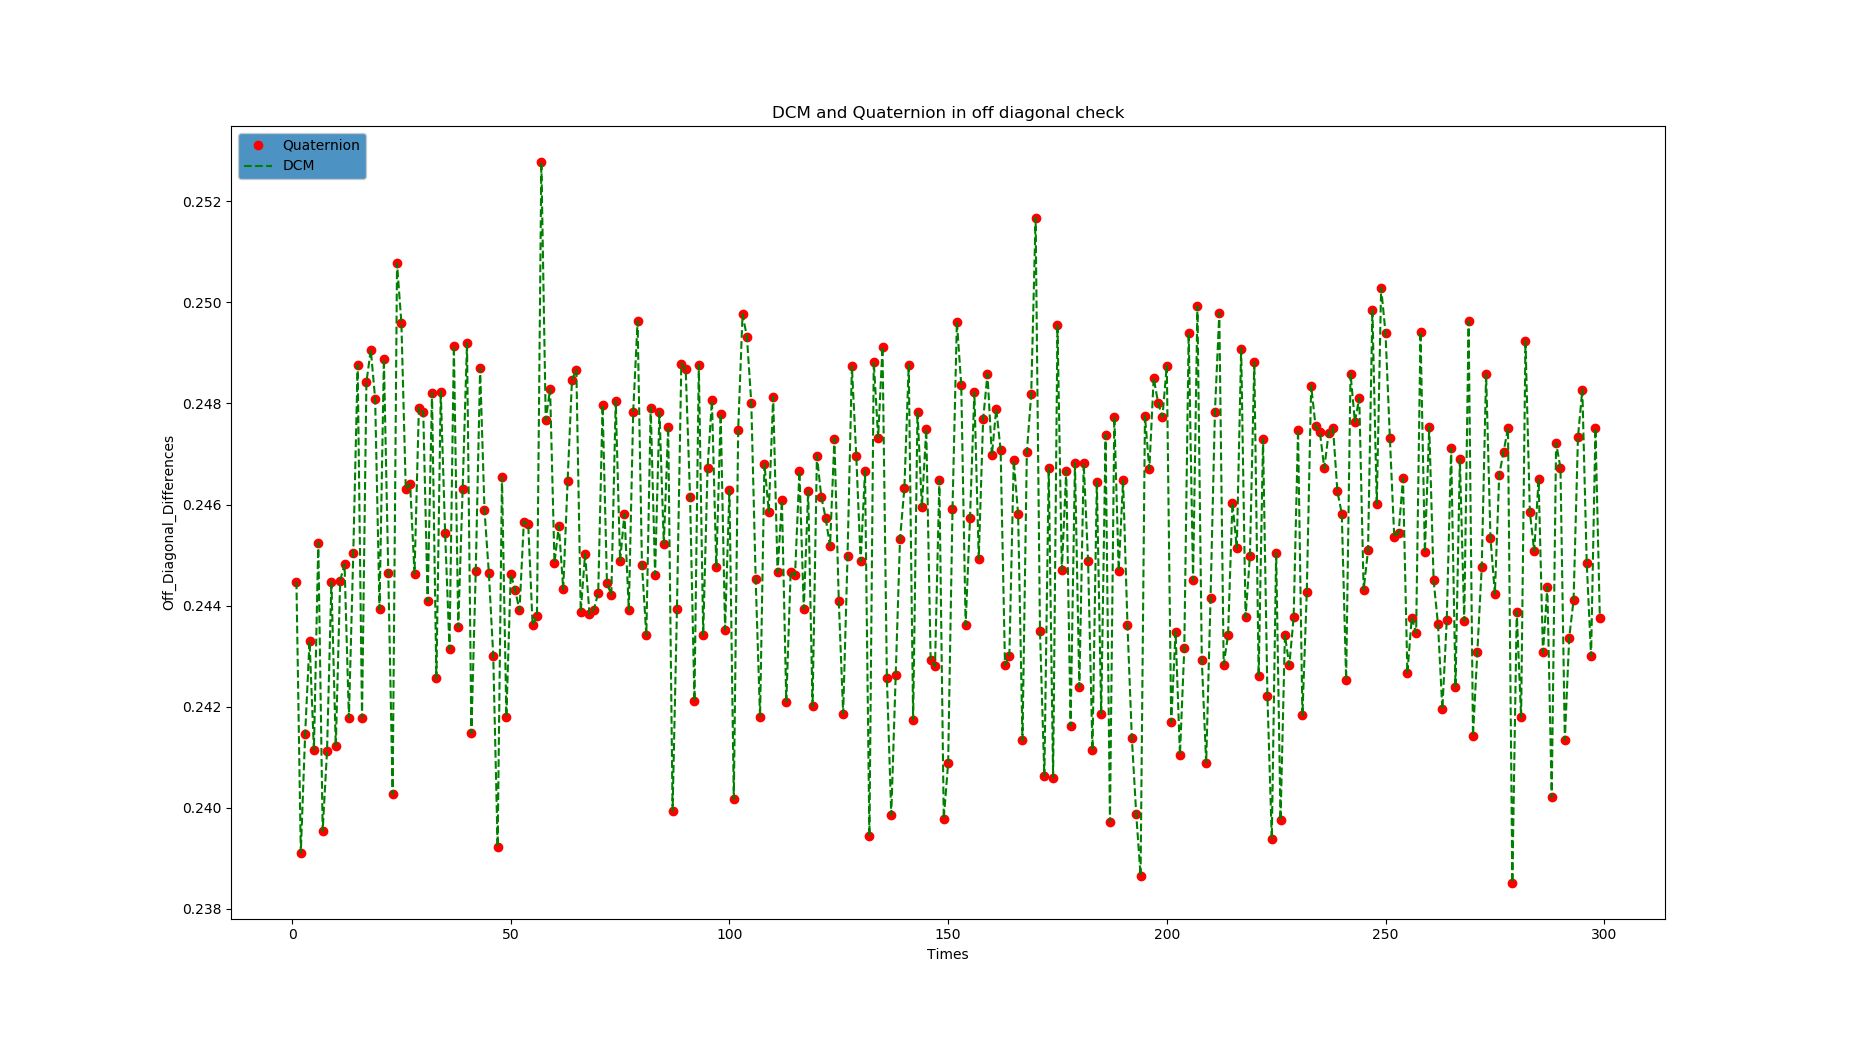 DCM and Quaternion in off diagonal check
Quaternion
DCM
0.252
0.250
0.248
0.246
0.244
0.242
0.240
0.238
Off_Diagonal_Differences
0 50 100 150 200 250 300
Times